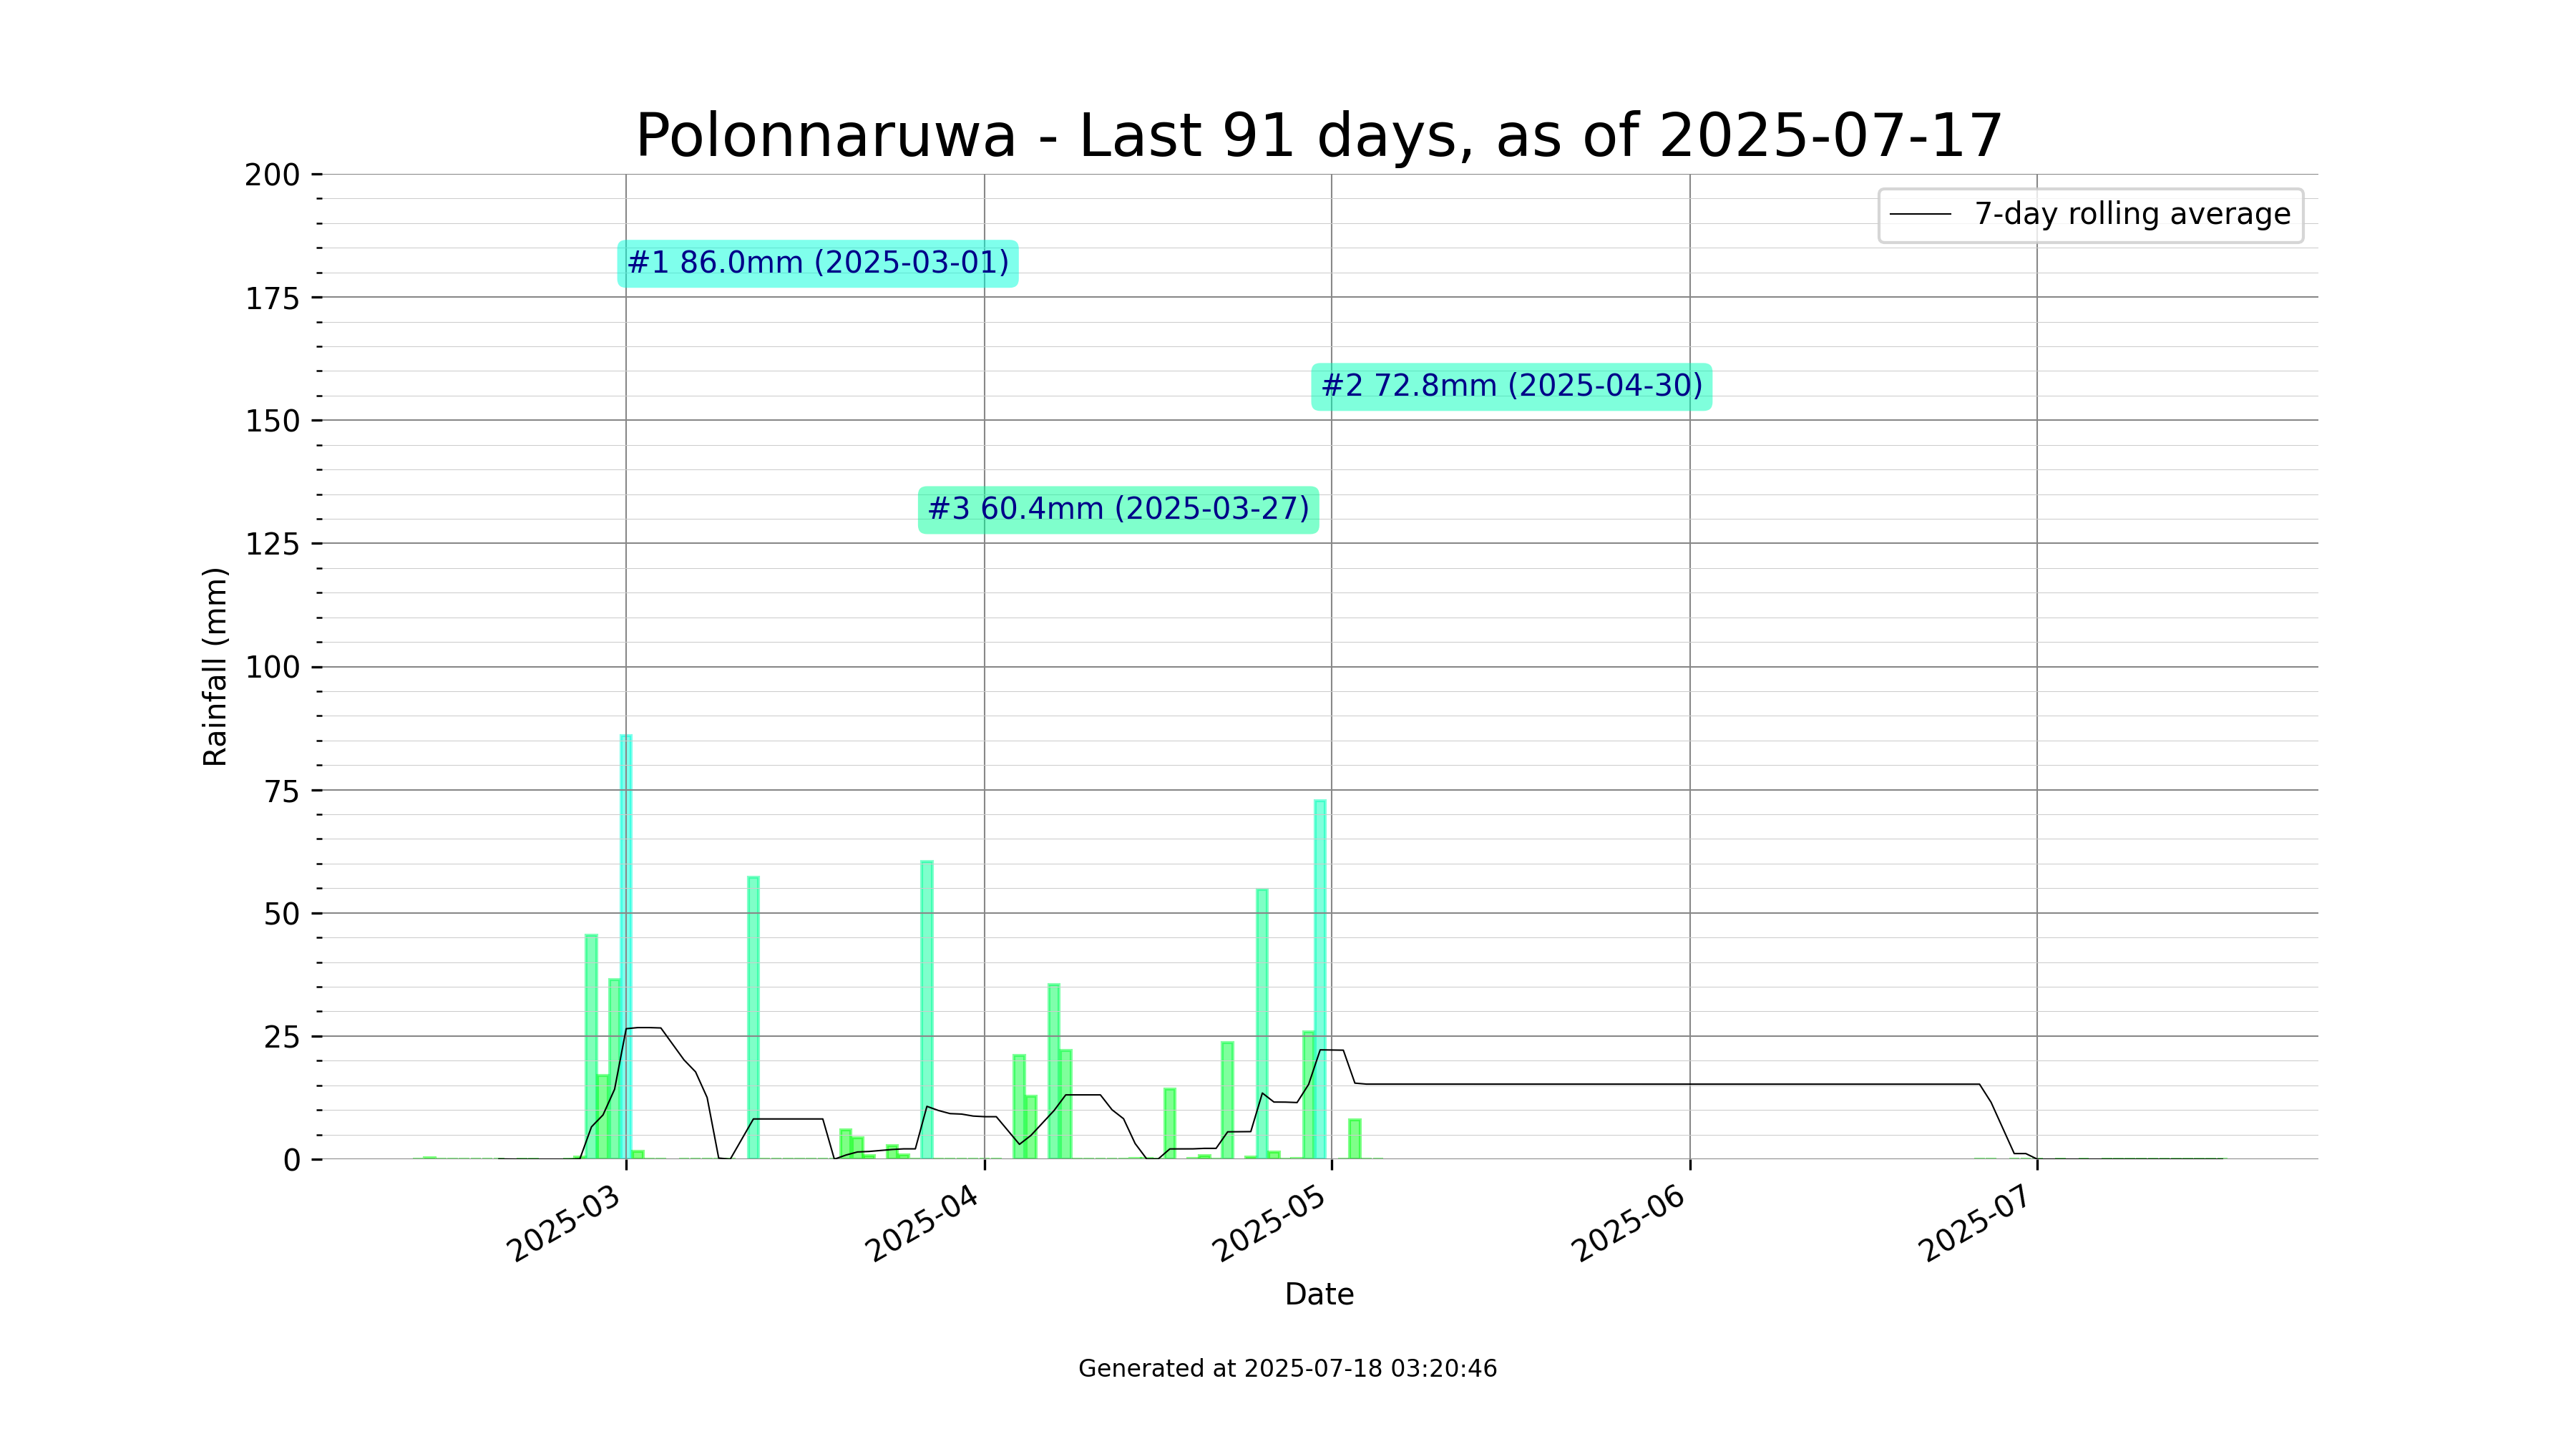 Polonnaruwa - Last 91 days, as of 2025-07-17
200
7-day rolling average
#1 86.0mm (2025-03-01)
175
#2 72.8mm (2025-04-30)
150
#3 60.4mm (2025-03-27)
125
Rainfall (mm)
100
75
50
25
0
2025-03
2025-04
2025-05
2025-06
2025-07
Date
Generated at 2025-07-18 03:20:46